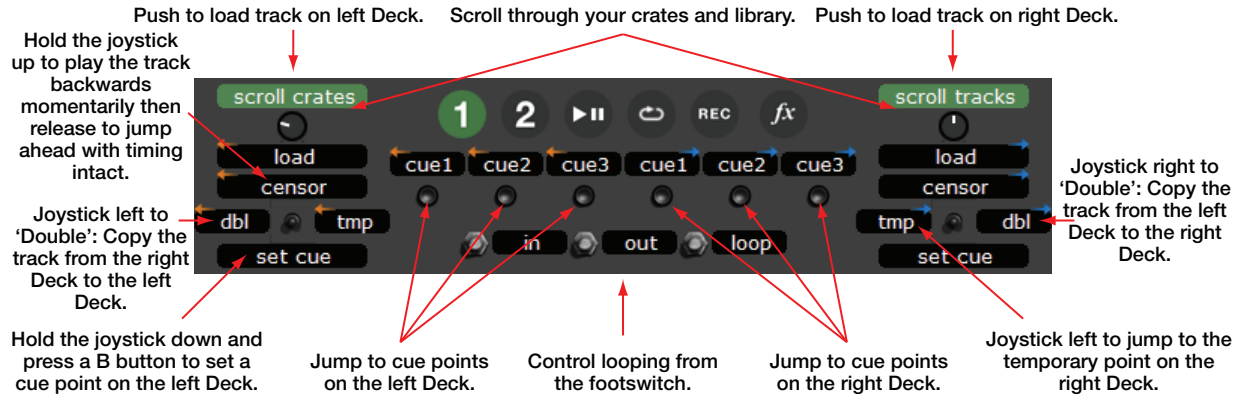 Push to load track on left Deck.
Scroll through your crates and library.
Push to load track on right Deck.
Hold the joystick
up to play the track
backwards
momentarily then
release to jump
ahead with timing
intact.
Joystick left to
‘Double’: Copy the
track from the right
Deck to the left
Deck.
Hold the joystick down and
press a B button to set a
cue point on the left Deck.
scroll crates
load
censor
dbl
tmp
set cue
1
2
REC
fx
cue1
cue2
cue3
cue1
cue2
cue3
in
out
loop
scroll tracks
load
censor
tmp
dbl
set cue
Joystick right to
‘Double’: Copy the
track from the left
Deck to the right
Deck.
Jump to cue points
on the left Deck.
Control looping from
the footswitch.
Jump to cue points
on the right Deck.
Joystick left to jump to the
temporary point on the
right Deck.